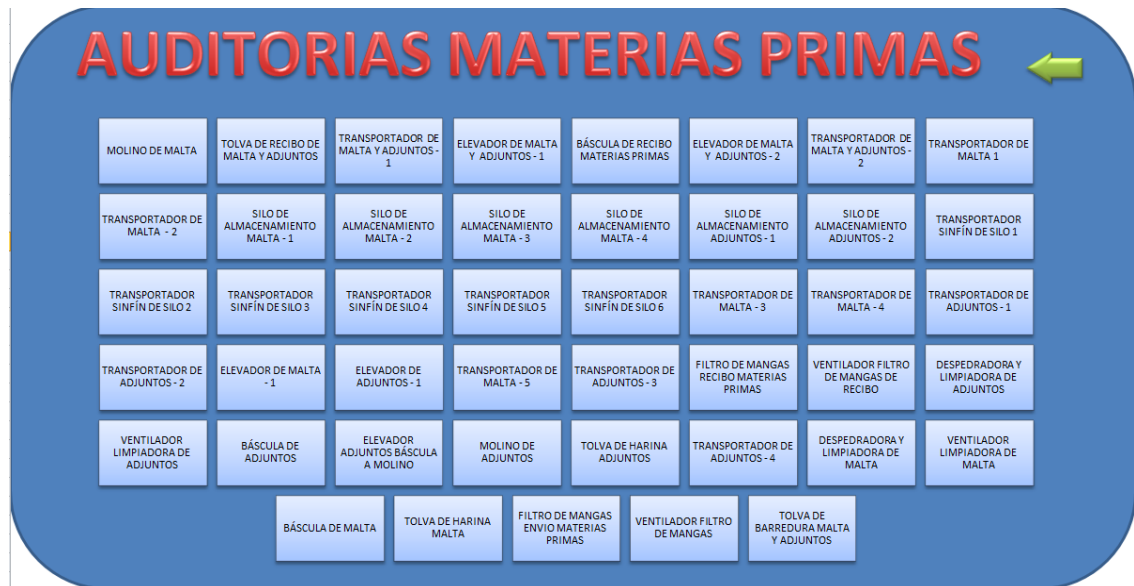 AUDITORIAS MATERIAS PRIMAS
MOLINO DE MALTA
TOLVA DE RECIBO DE
MALTA Y ADJUNTOS
TRANSPORTADOR DE
MALTA Y ADJUNTOS -
1
ELEVADOR DE MALTA
Y ADJUNTOS - 1
BÁSCULA DE RECIBO
MATERIAS PRIMAS
ELEVADOR DE MALTA
Y ADJUNTOS - 2
TRANSPORTADOR DE
MALTA Y ADJUNTOS -
2
TRANSPORTADOR DE
MALTA 1
TRANSPORTADOR DE
MALTA - 2
SILO DE
ALMACENAMIENTO
MALTA - 1
SILO DE
ALMACENAMIENTO
MALTA - 2
SILO DE
ALMACENAMIENTO
MALTA - 3
SILO DE
ALMACENAMIENTO
MALTA - 4
SILO DE
ALMACENAMIENTO
ADJUNTOS - 1
SILO DE
ALMACENAMIENTO
ADJUNTOS - 2
TRANSPORTADOR
SINFÍN DE SILO 1
TRANSPORTADOR
SINFÍN DE SILO 2
TRANSPORTADOR
SINFÍN DE SILO 3
TRANSPORTADOR
SINFÍN DE SILO 4
TRANSPORTADOR
SINFÍN DE SILO 5
TRANSPORTADOR
SINFÍN DE SILO 6
TRANSPORTADOR DE
MALTA - 3
TRANSPORTADOR DE
MALTA - 4
TRANSPORTADOR DE
ADJUNTOS - 1
TRANSPORTADOR DE
ADJUNTOS - 2
ELEVADOR DE MALTA
- 1
ELEVADOR DE
ADJUNTOS - 1
TRANSPORTADOR DE
MALTA - 5
TRANSPORTADOR DE
ADJUNTOS - 3
FILTRO DE MANGAS
RECIBO MATERIAS
PRIMAS
VENTILADOR FILTRO
DE MANGAS DE
RECIBO
DESPEDRADORA Y
LIMPIADORA DE
ADJUNTOS
VENTILADOR
LIMPIADORA DE
ADJUNTOS
BÁSCULA DE
ADJUNTOS
ELEVADOR
ADJUNTOS BÁSCULA
A MOLINO
MOLINO DE
ADJUNTOS
TOLVA DE HARINA
ADJUNTOS
TRANSPORTADOR DE
ADJUNTOS - 4
DESPEDRADORA Y
LIMPIADORA DE
MALTA
VENTILADOR
LIMPIADORA DE
MALTA
BÁSCULA DE MALTA
TOLVA DE HARINA
MALTA
FILTRO DE MANGAS
ENVIO MATERIAS
PRIMAS
VENTILADOR FILTRO
DE MANGAS
TOLVA DE
BARREDURA MALTA
Y ADJUNTOS